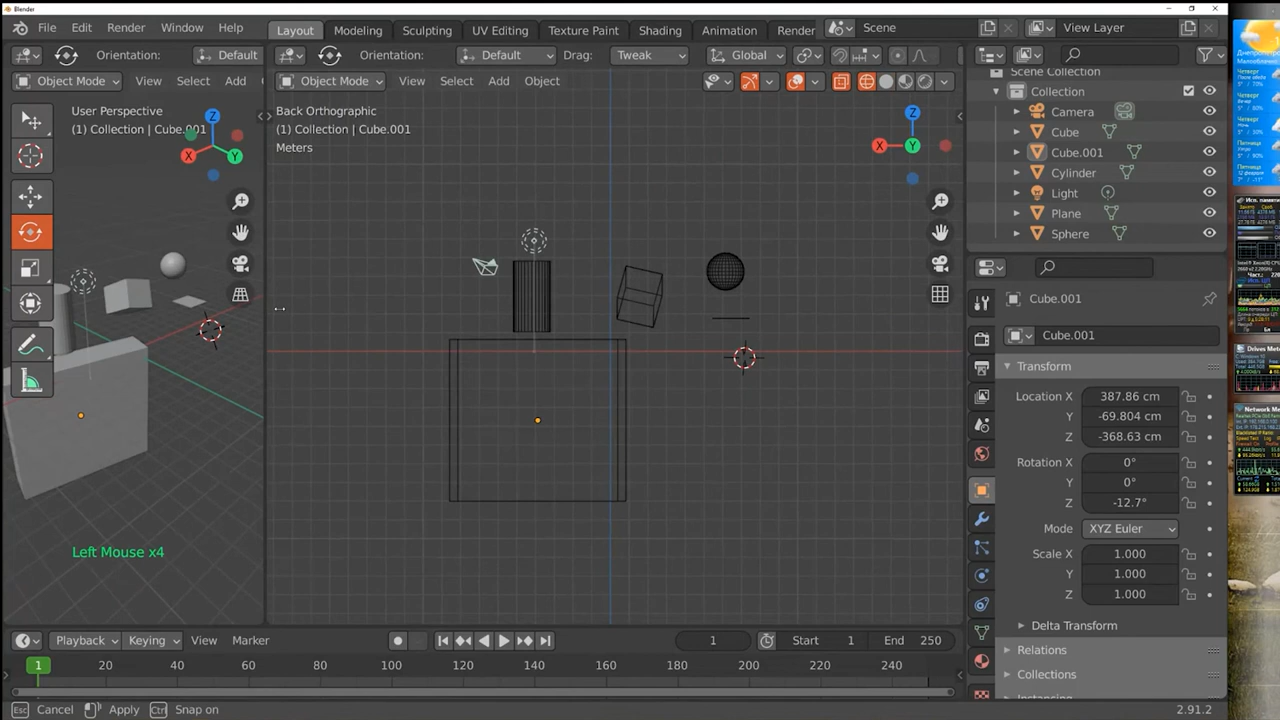 Blender
File Edit Render Window Help
Layout Modeling Sculpting UV Editing Texture Paint Shading Animation Render
Scene
View Layer
Orientation: Default
Orientation: Default Drag: Tweak Global
Object Mode View Select Add
Object Mode View Select Add Object
User Perspective
(1) Collection | Cube.001
Back Orthographic
(1) Collection | Cube.001
Meters
Z
X
Y
Z
X
Y
Scene Collection
Collection
Camera
Cube
Cube.001
Cylinder
Light
Plane
Sphere
Cube.001
Cube.001
Transform
Location X 387.86 cm
Y -69.804 cm
Z -368.63 cm
Rotation X 0°
Y 0°
Z -12.7°
Mode XYZ Euler
Scale X 1.000
Y 1.000
Z 1.000
Delta Transform
Relations
Collections
Left Mouse x4
Playback Keying View Marker
1 Start 1 End 250
1 20 40 60 80 100 120 140 160 180 200 220 240
Esc Cancel Apply Ctrl Snap on
2.91.2